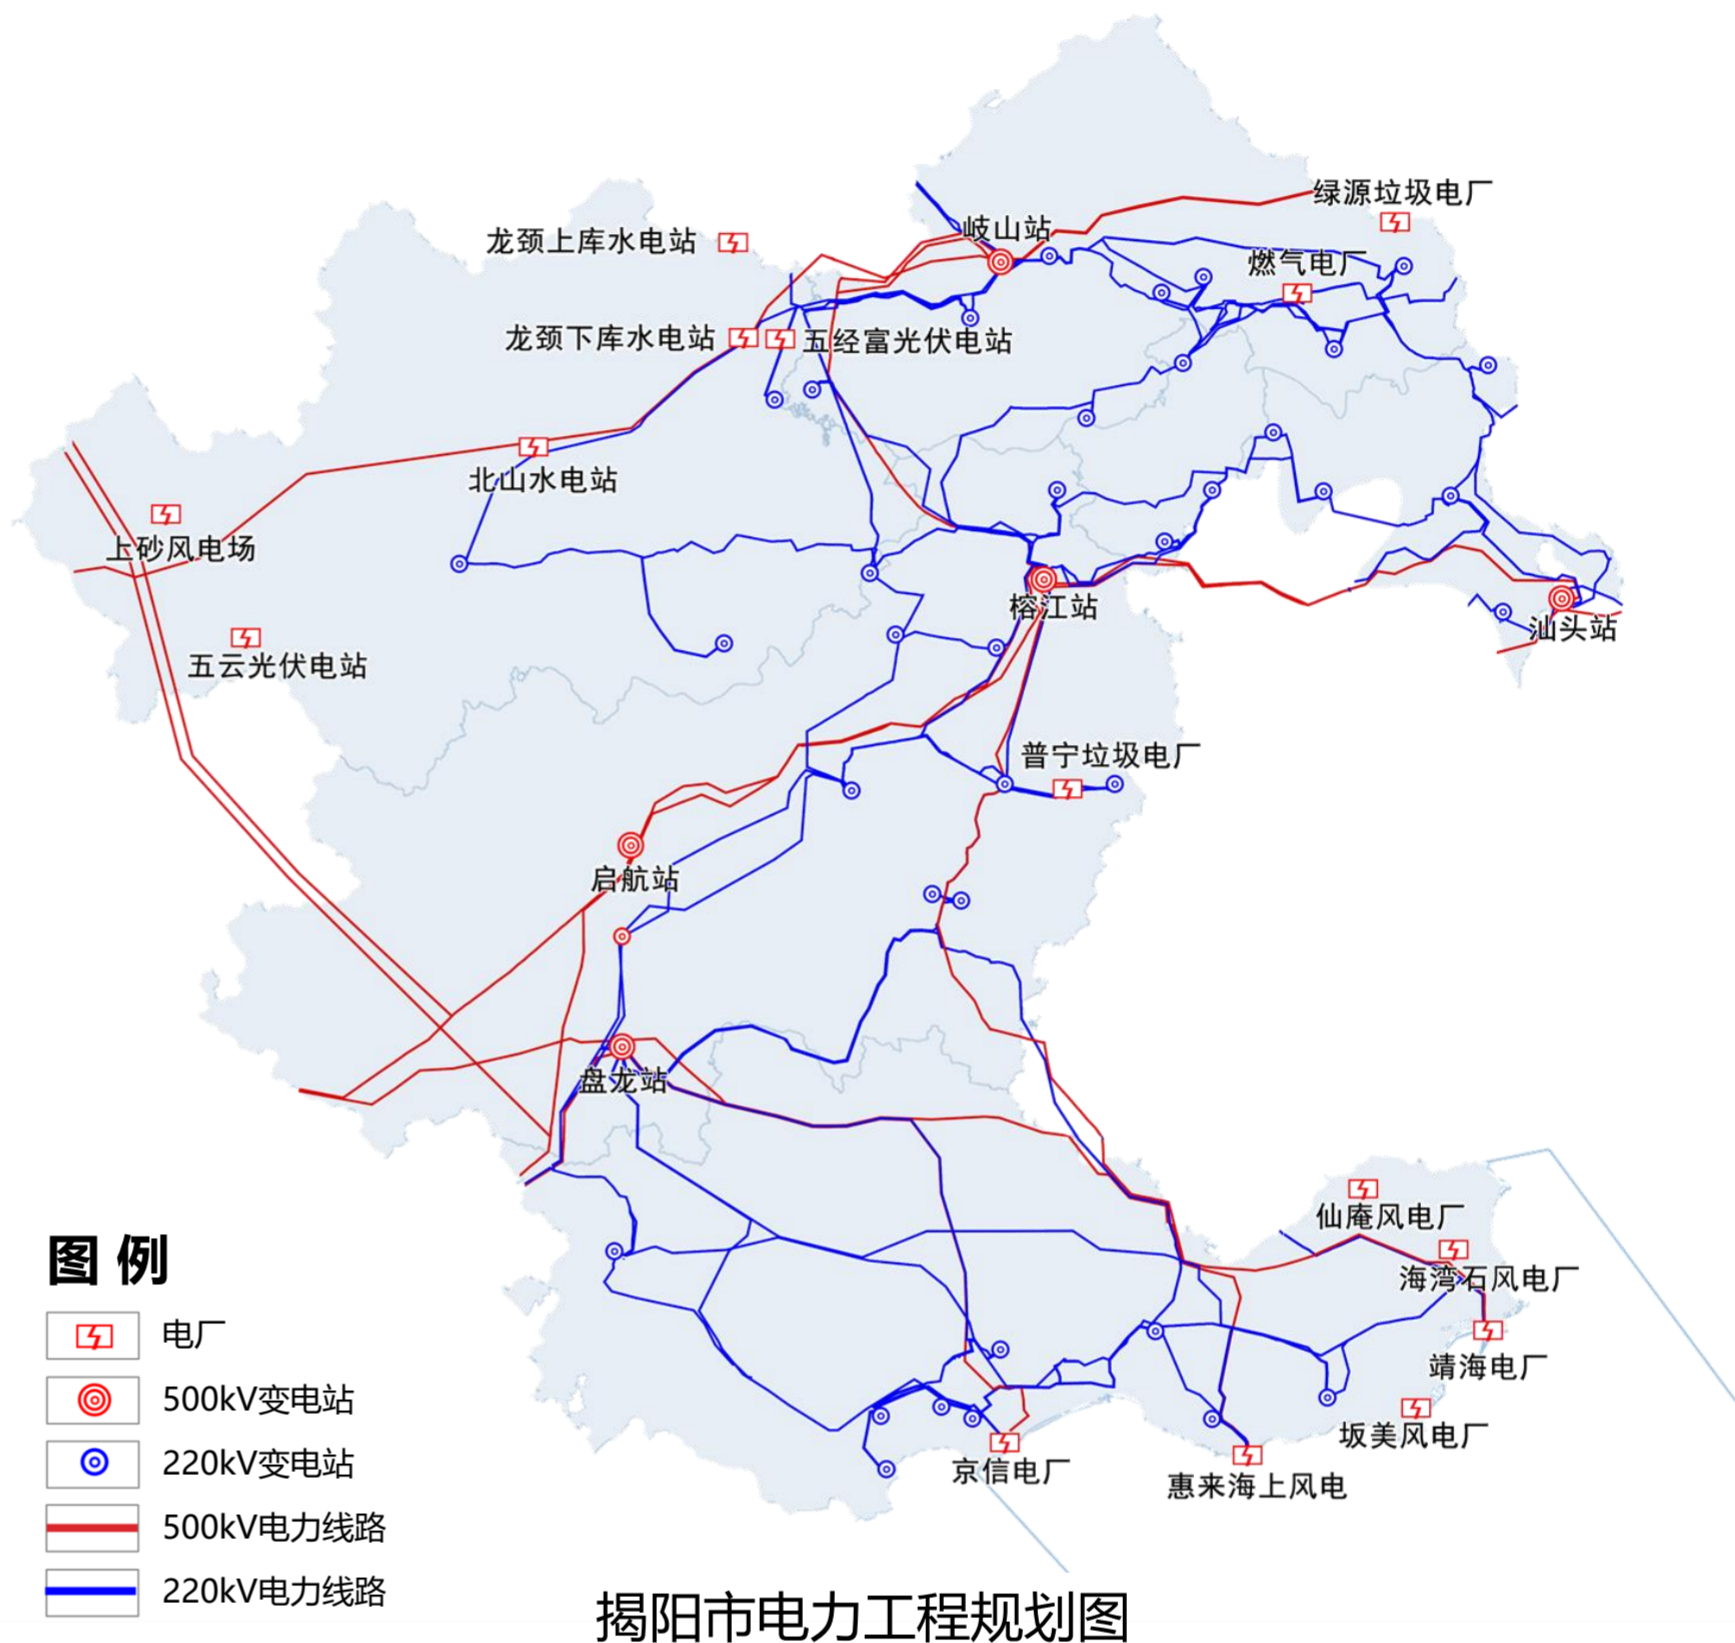 绿源垃圾电厂
岐山站
龙颈上库水电站
燃气电厂
龙颈下库水电站
五经富光伏电站
北山水电站
上砂风电场
榕江站
汕头站
五云光伏电站
普宁垃圾电厂
启航站
盘龙站
仙庵风电厂
海湾石风电厂
靖海电厂
坂美风电厂
京信电厂
惠来海上风电
图 例
电厂
500kV变电站
220kV变电站
500kV电力线路
220kV电力线路
揭阳市电力工程规划图